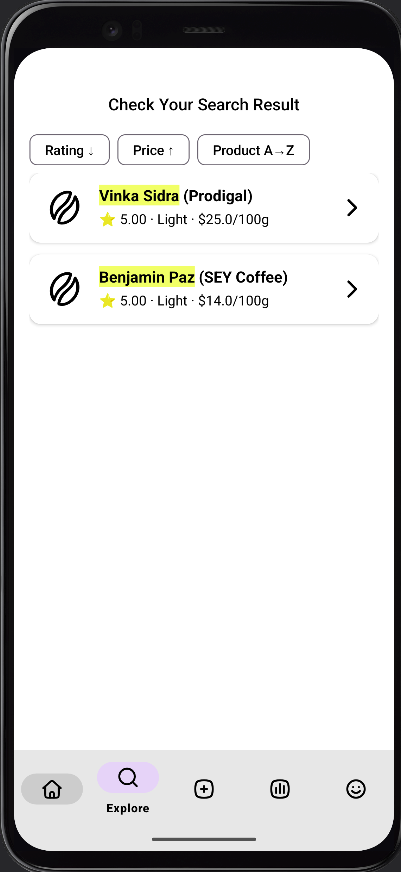 Check Your Search Result
Rating ↓
Price ↑
Product A→Z
Vinka Sidra (Prodigal)
⭐ 5.00 · Light · $25.0/100g
Benjamin Paz (SEY Coffee)
⭐ 5.00 · Light · $14.0/100g
Explore